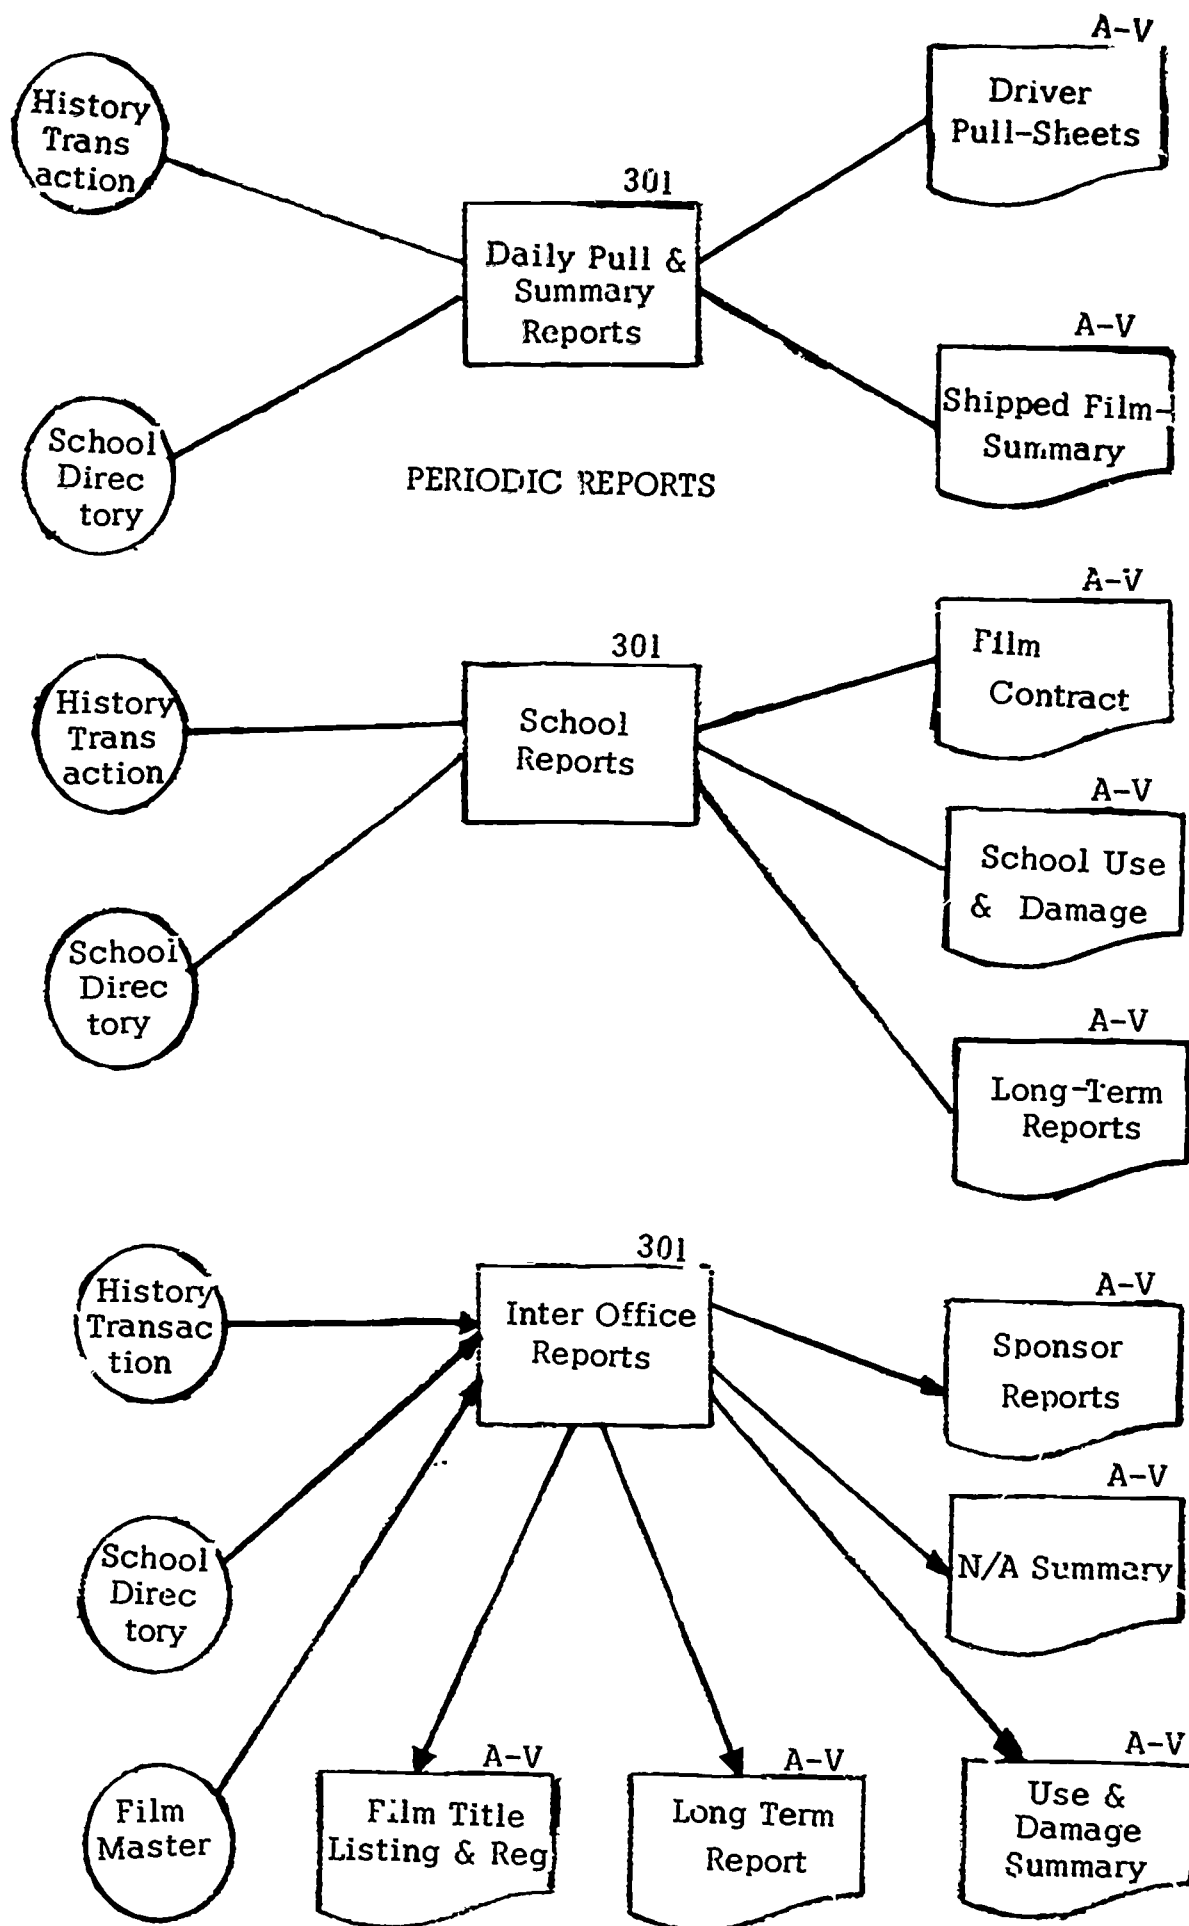 A-V
History
Trans
action
Driver
Pull-Sheets
301
Daily Pull &
Summary
Reports
A-V
Shipped Film-
Summary
School
Direc
tory
PERIODIC REPORTS
A-V
Film
Contract
301
History
Trans
action
School
Reports
A-V
School Use
& Damage
School
Direc
tory
A-V
Long-Term
Reports
301
History
Transac
tion
Inter Office
Reports
A-V
Sponsor
Reports
A-V
N/A Summary
School
Direc
tory
Film
Master
A-V
Film Title
Listing & Reg
A-V
Long Term
Report
A-V
Use &
Damage
Summary